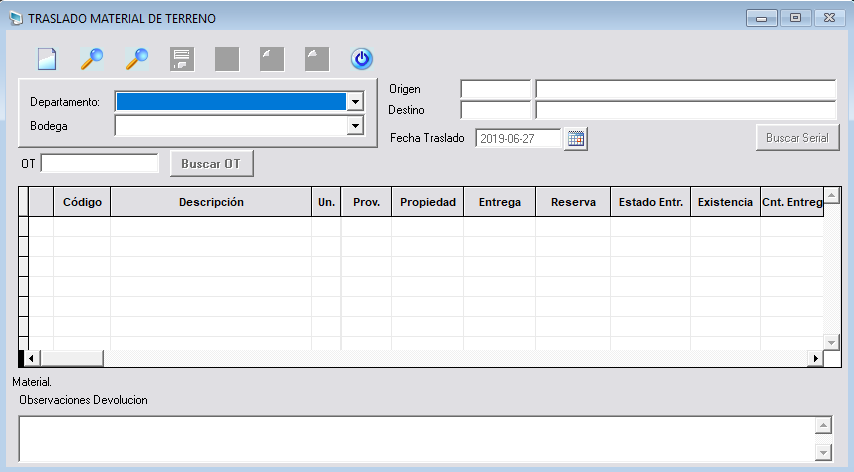 TRASLADO MATERIAL DE TERRENO
Departamento:
Bodega
Origen
Destino
Fecha Traslado 2019-06-27
Buscar Serial
OT Buscar OT
Código Descripción Un. Prov. Propiedad Entrega Reserva Estado Entr. Existencia Cnt. Entreg
Material.
Observaciones Devolucion